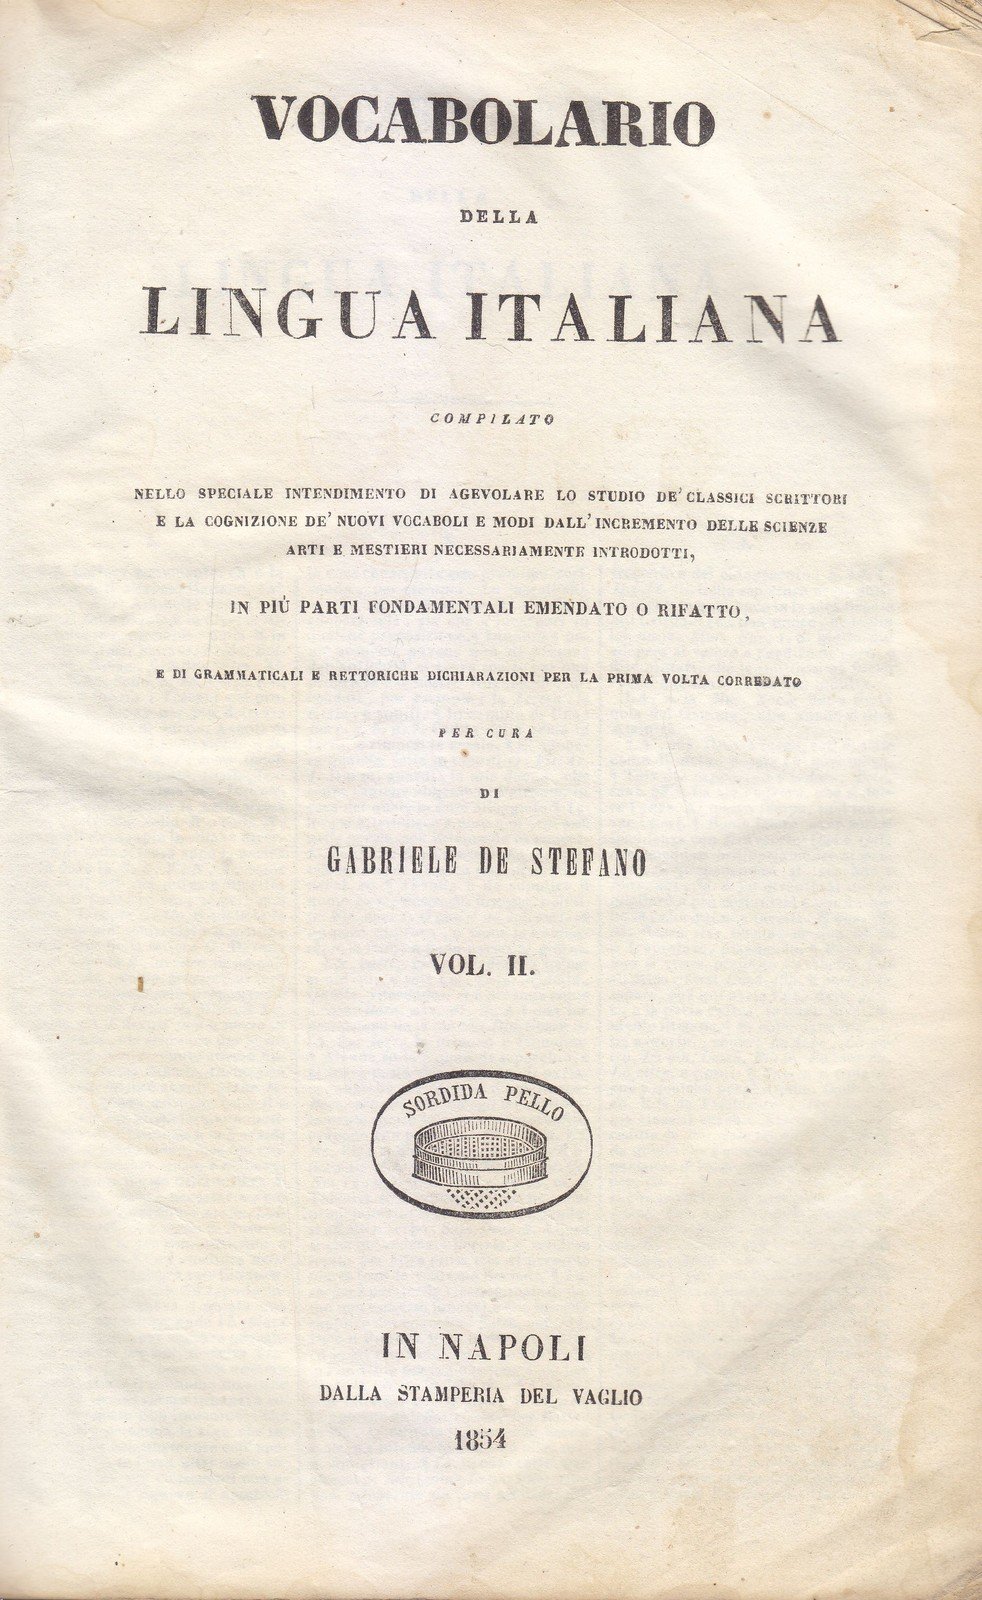 VOCABOLARIO
DELLA
LINGUA ITALIANA
COMPILATO
NELLO SPECIALE INTENDIMENTO DI AGEVOLARE LO STUDIO DE' CLASSICI SCRITTORI
E LA COGNIZIONE DE' NUOVI VOCABOLI E MODI DALL' INCREMENTO DELLE SCIENZE
ARTI E MESTIERI NECESSARIAMENTE INTRODOTTI,
IN PIÙ PARTI FONDAMENTALI EMENDATO O RIFATTO,
E DI GRAMMATICALI E RETTORICHE DICHIARAZIONI PER LA PRIMA VOLTA CORREDATO
PER CURA
DI
GABRIELE DE STEFANO
VOL. II.
SORDIDA PELLO
IN NAPOLI
DALLA STAMPERIA DEL VAGLIO
1854